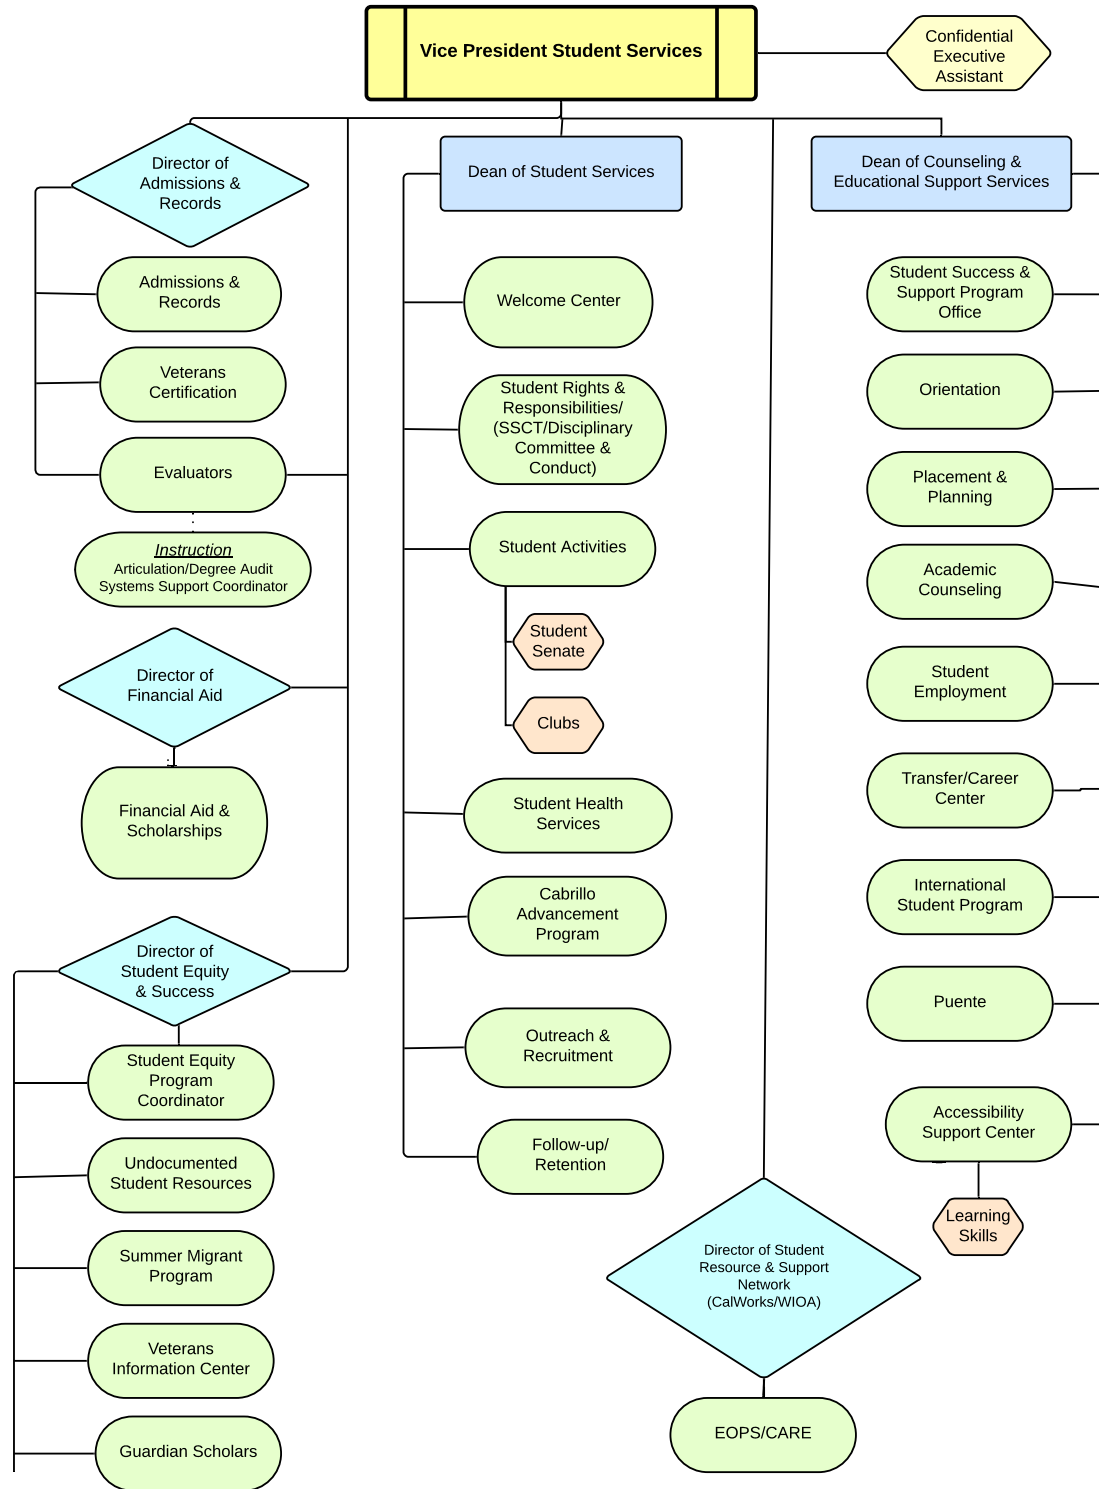 Vice President Student Services
Confidential
Executive
Assistant
Director of
Admissions &
Records
Admissions &
Records
Veterans
Certification
Evaluators
Instruction
Articulation/Degree Audit
Systems Support Coordinator
Director of
Financial Aid
Financial Aid &
Scholarships
Director of
Student Equity
& Success
Student Equity
Program
Coordinator
Undocumented
Student Resources
Summer Migrant
Program
Veterans
Information Center
Guardian Scholars
Dean of Student Services
Welcome Center
Student Rights &
Responsibilities/
(SSCT/Disciplinary
Committee &
Conduct)
Student Activities
Student
Senate
Clubs
Student Health
Services
Cabrillo
Advancement
Program
Outreach &
Recruitment
Follow-up/
Retention
Director of Student
Resource & Support
Network
(CalWorks/WIOA)
EOPS/CARE
Dean of Counseling &
Educational Support Services
Student Success &
Support Program
Office
Orientation
Placement &
Planning
Academic
Counseling
Student
Employment
Transfer/Career
Center
International
Student Program
Puente
Accessibility
Support Center
Learning
Skills